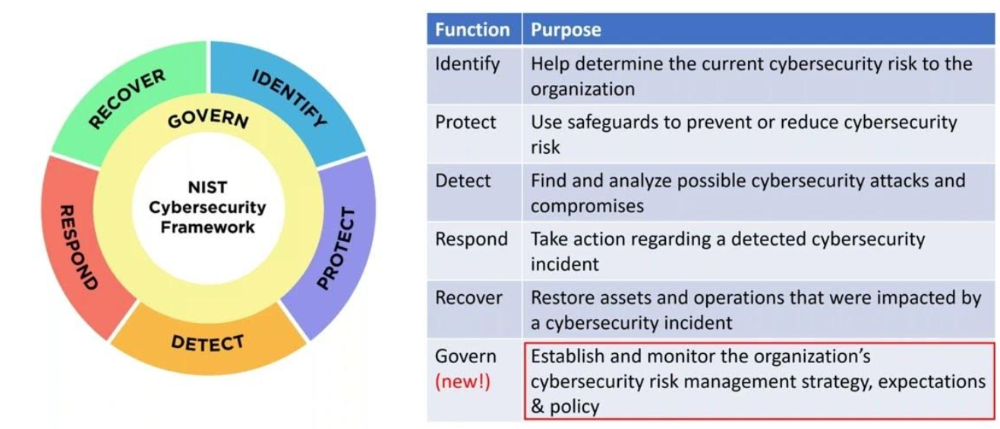 RECOVER
IDENTIFY
GOVERN
NIST
Cybersecurity
Framework
RESPOND
PROTECT
DETECT
Function Purpose
Identify Help determine the current cybersecurity risk to the
organization
Protect Use safeguards to prevent or reduce cybersecurity
risk
Detect Find and analyze possible cybersecurity attacks and
compromises
Respond Take action regarding a detected cybersecurity
incident
Recover Restore assets and operations that were impacted by
a cybersecurity incident
Govern Establish and monitor the organization’s
(new!) cybersecurity risk management strategy, expectations
& policy